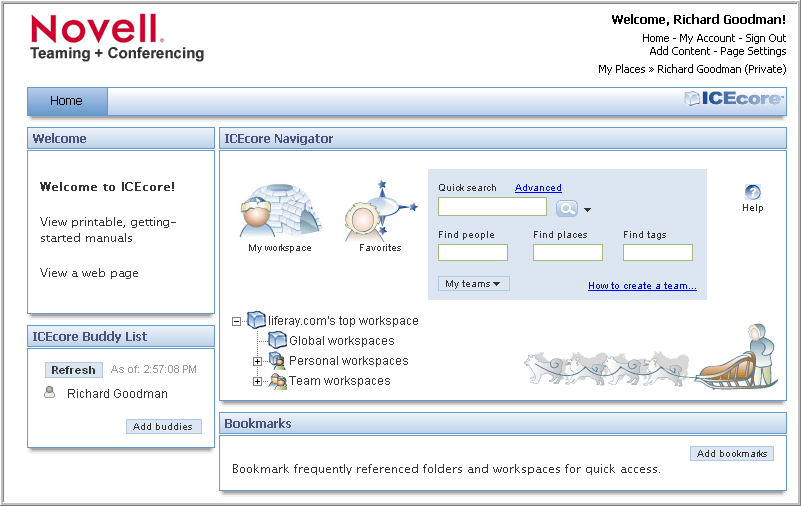 Novell.
Teaming + Conferencing
Welcome, Richard Goodman!
Home - My Account - Sign Out
Add Content - Page Settings
My Places » Richard Goodman (Private)
Home
ICEcore
Welcome
Welcome to ICEcore!
View printable, getting-
started manuals
View a web page
ICEcore Buddy List
Refresh As of: 2:57:08 PM
Richard Goodman
Add buddies
ICEcore Navigator
My workspace
Favorites
Quick search Advanced
Find people Find places Find tags
My teams
How to create a team...
Help
liferay.com's top workspace
Global workspaces
Personal workspaces
Team workspaces
Bookmarks
Add bookmarks
Bookmark frequently referenced folders and workspaces for quick access.